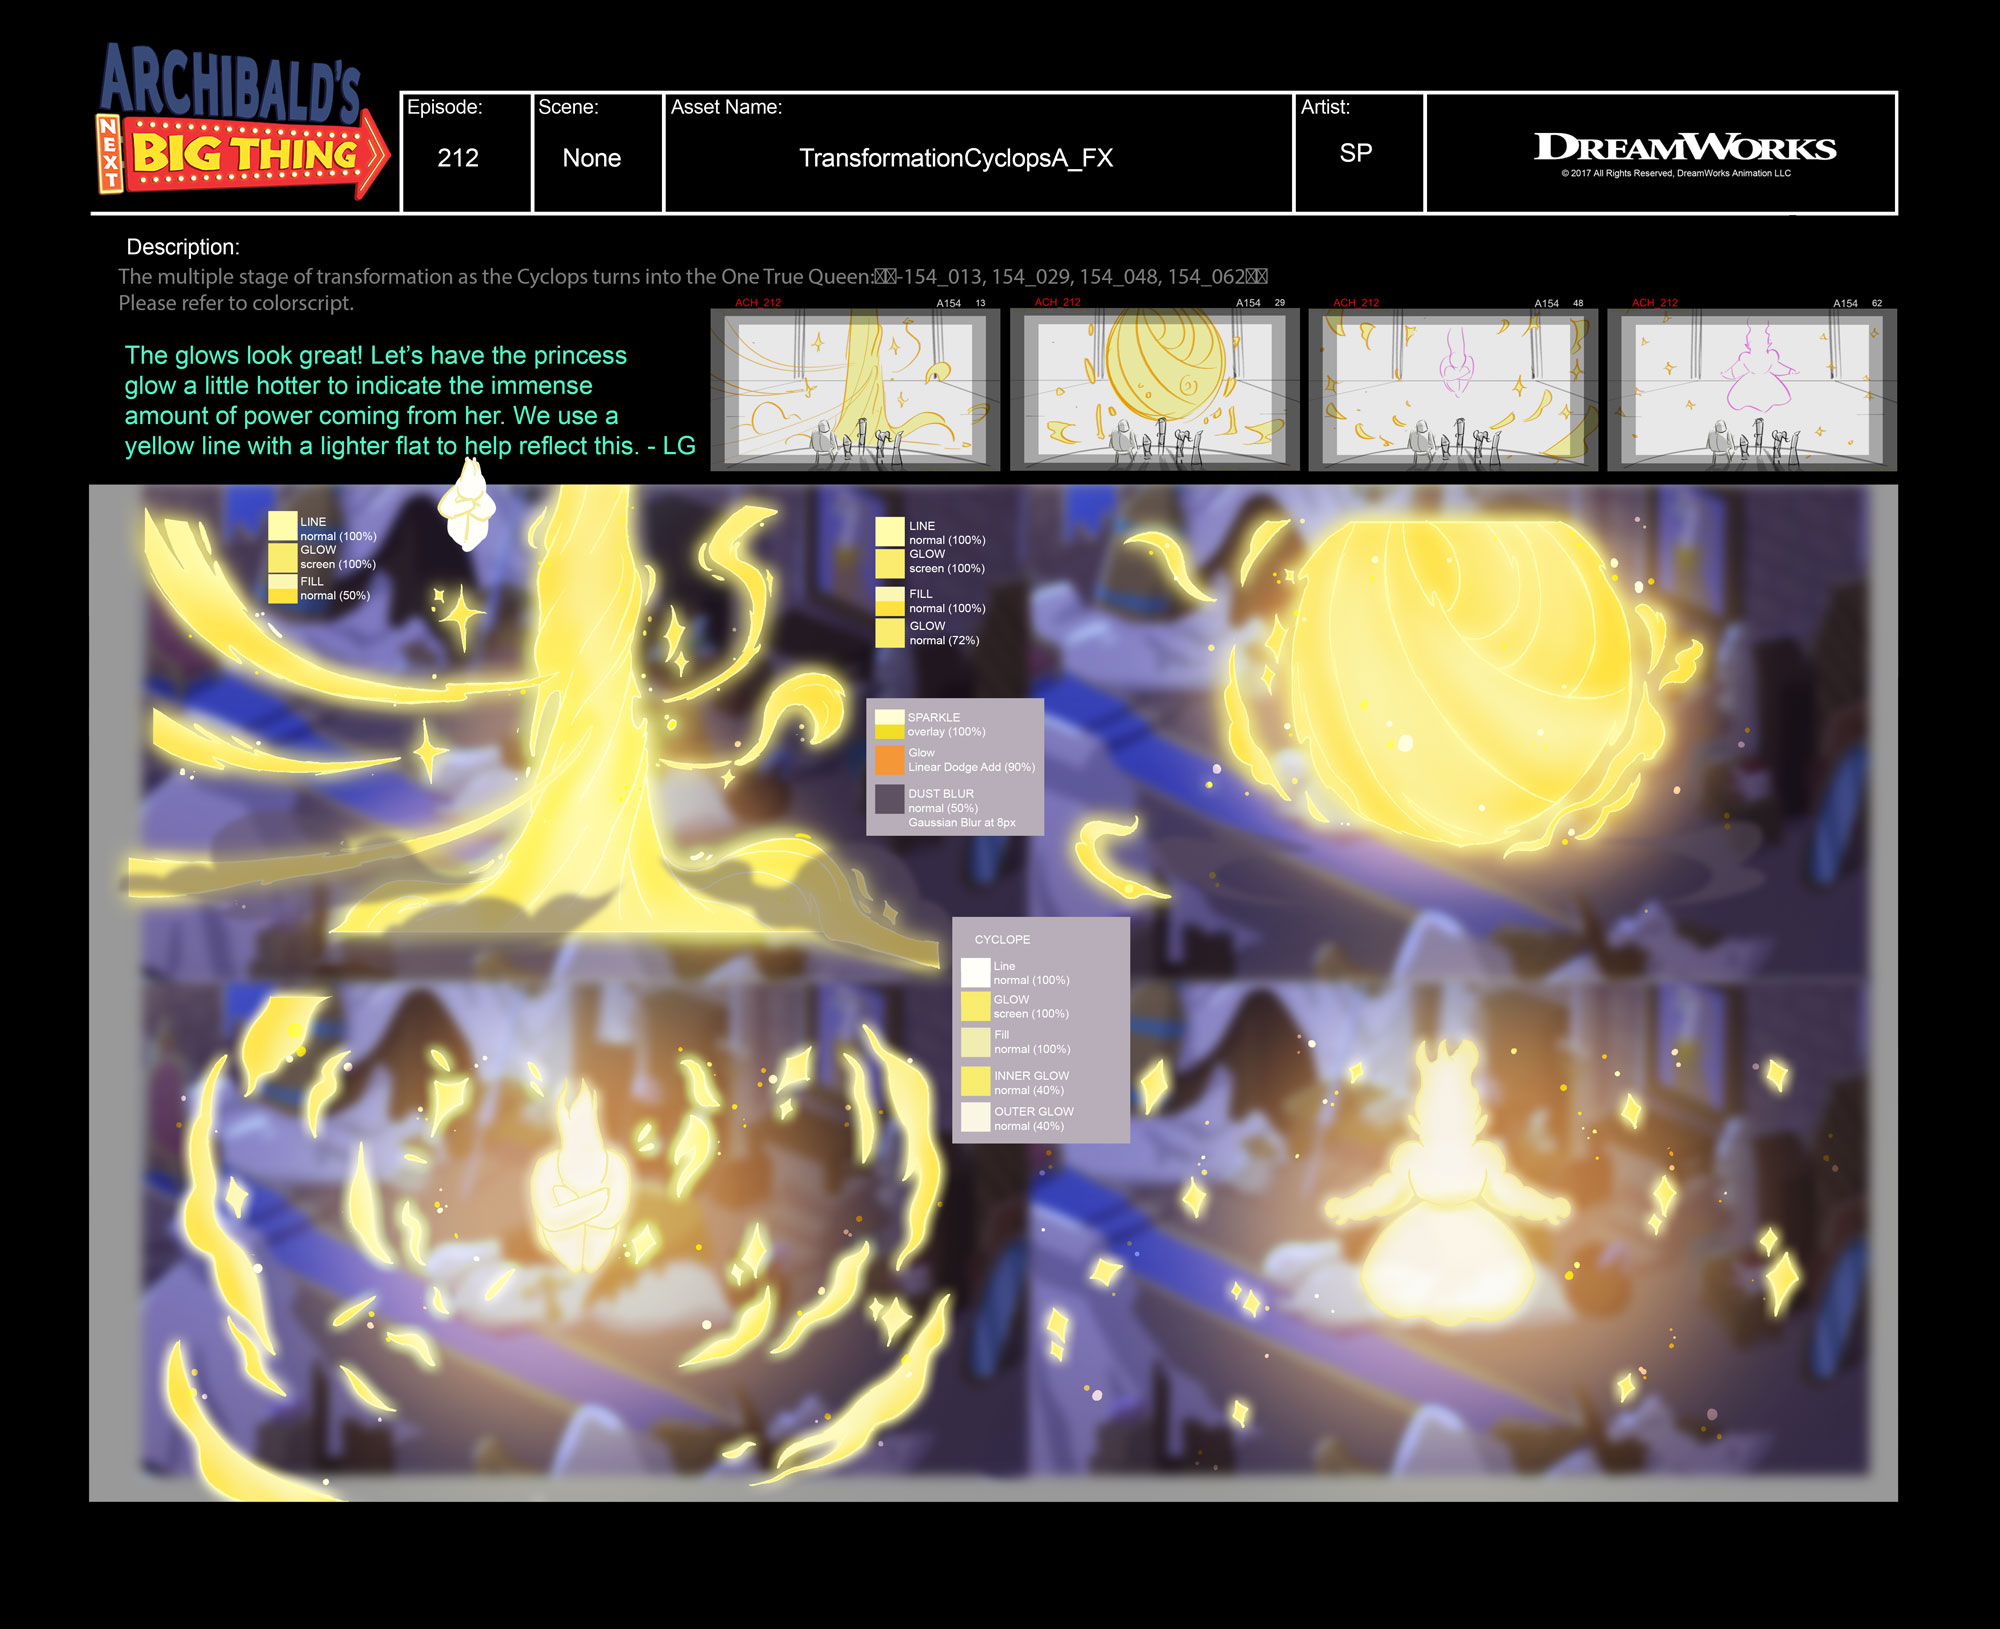 ARCHIBALD'S
NEXT
BIG THING
Episode:
212
Scene:
None
Asset Name:
TransformationCyclopsA_FX
Artist:
SP
DREAMWORKS
© 2017 All Rights Reserved, DreamWorks Animation LLC
Description:
The multiple stage of transformation as the Cyclops turns into the One True Queen:-154_013, 154_029, 154_048, 154_062
Please refer to colorscript.
The glows look great! Let's have the princess
glow a little hotter to indicate the immense
amount of power coming from her. We use a
yellow line with a lighter flat to help reflect this. - LG
ACH_212 A154 13
ACH_212 A154 29
ACH_212 A154 48
ACH_212 A154 62
LINE
normal (100%)
GLOW
screen (100%)
FILL
normal (50%)
LINE
normal (100%)
GLOW
screen (100%)
FILL
normal (100%)
GLOW
normal (72%)
SPARKLE
overlay (100%)
Glow
Linear Dodge Add (90%)
DUST BLUR
normal (50%)
Gaussian Blur at 8px
CYCLOPE
Line
normal (100%)
GLOW
screen (100%)
Fill
normal (100%)
INNER GLOW
normal (40%)
OUTER GLOW
normal (40%)